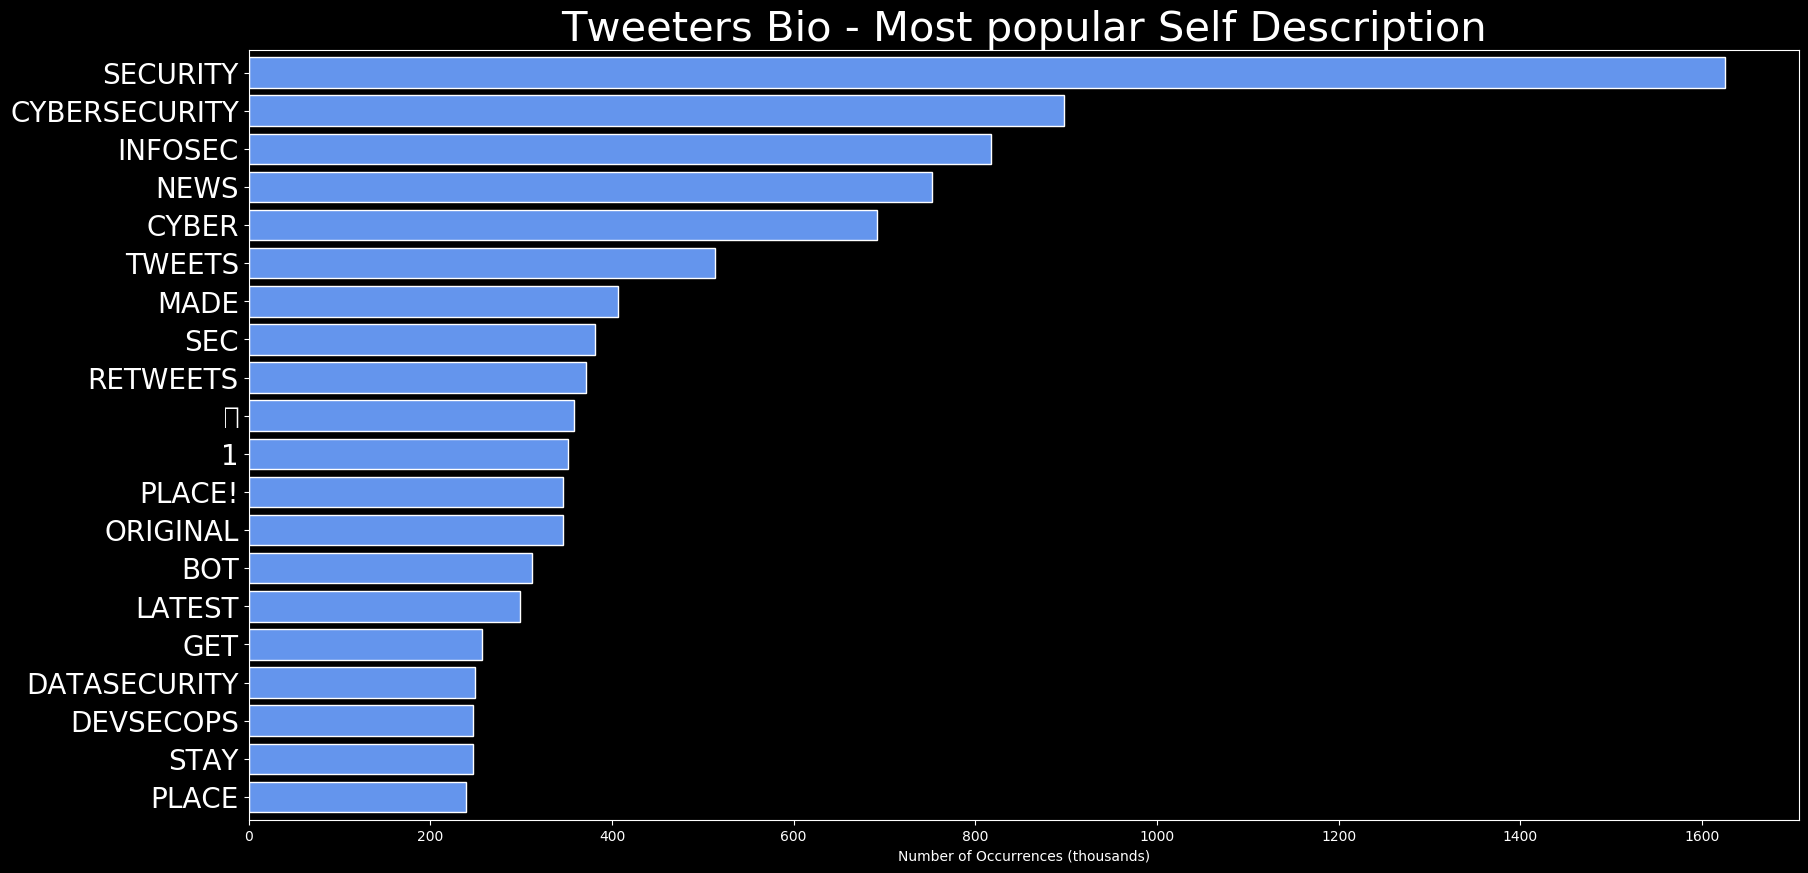 Tweeters Bio - Most popular Self Description
SECURITY
CYBERSECURITY
INFOSEC
NEWS
CYBER
TWEETS
MADE
SEC
RETWEETS
1
PLACE!
ORIGINAL
BOT
LATEST
GET
DATASECURITY
DEVSECOPS
STAY
PLACE
0 200 400 600 800 1000 1200 1400 1600
Number of Occurrences (thousands)